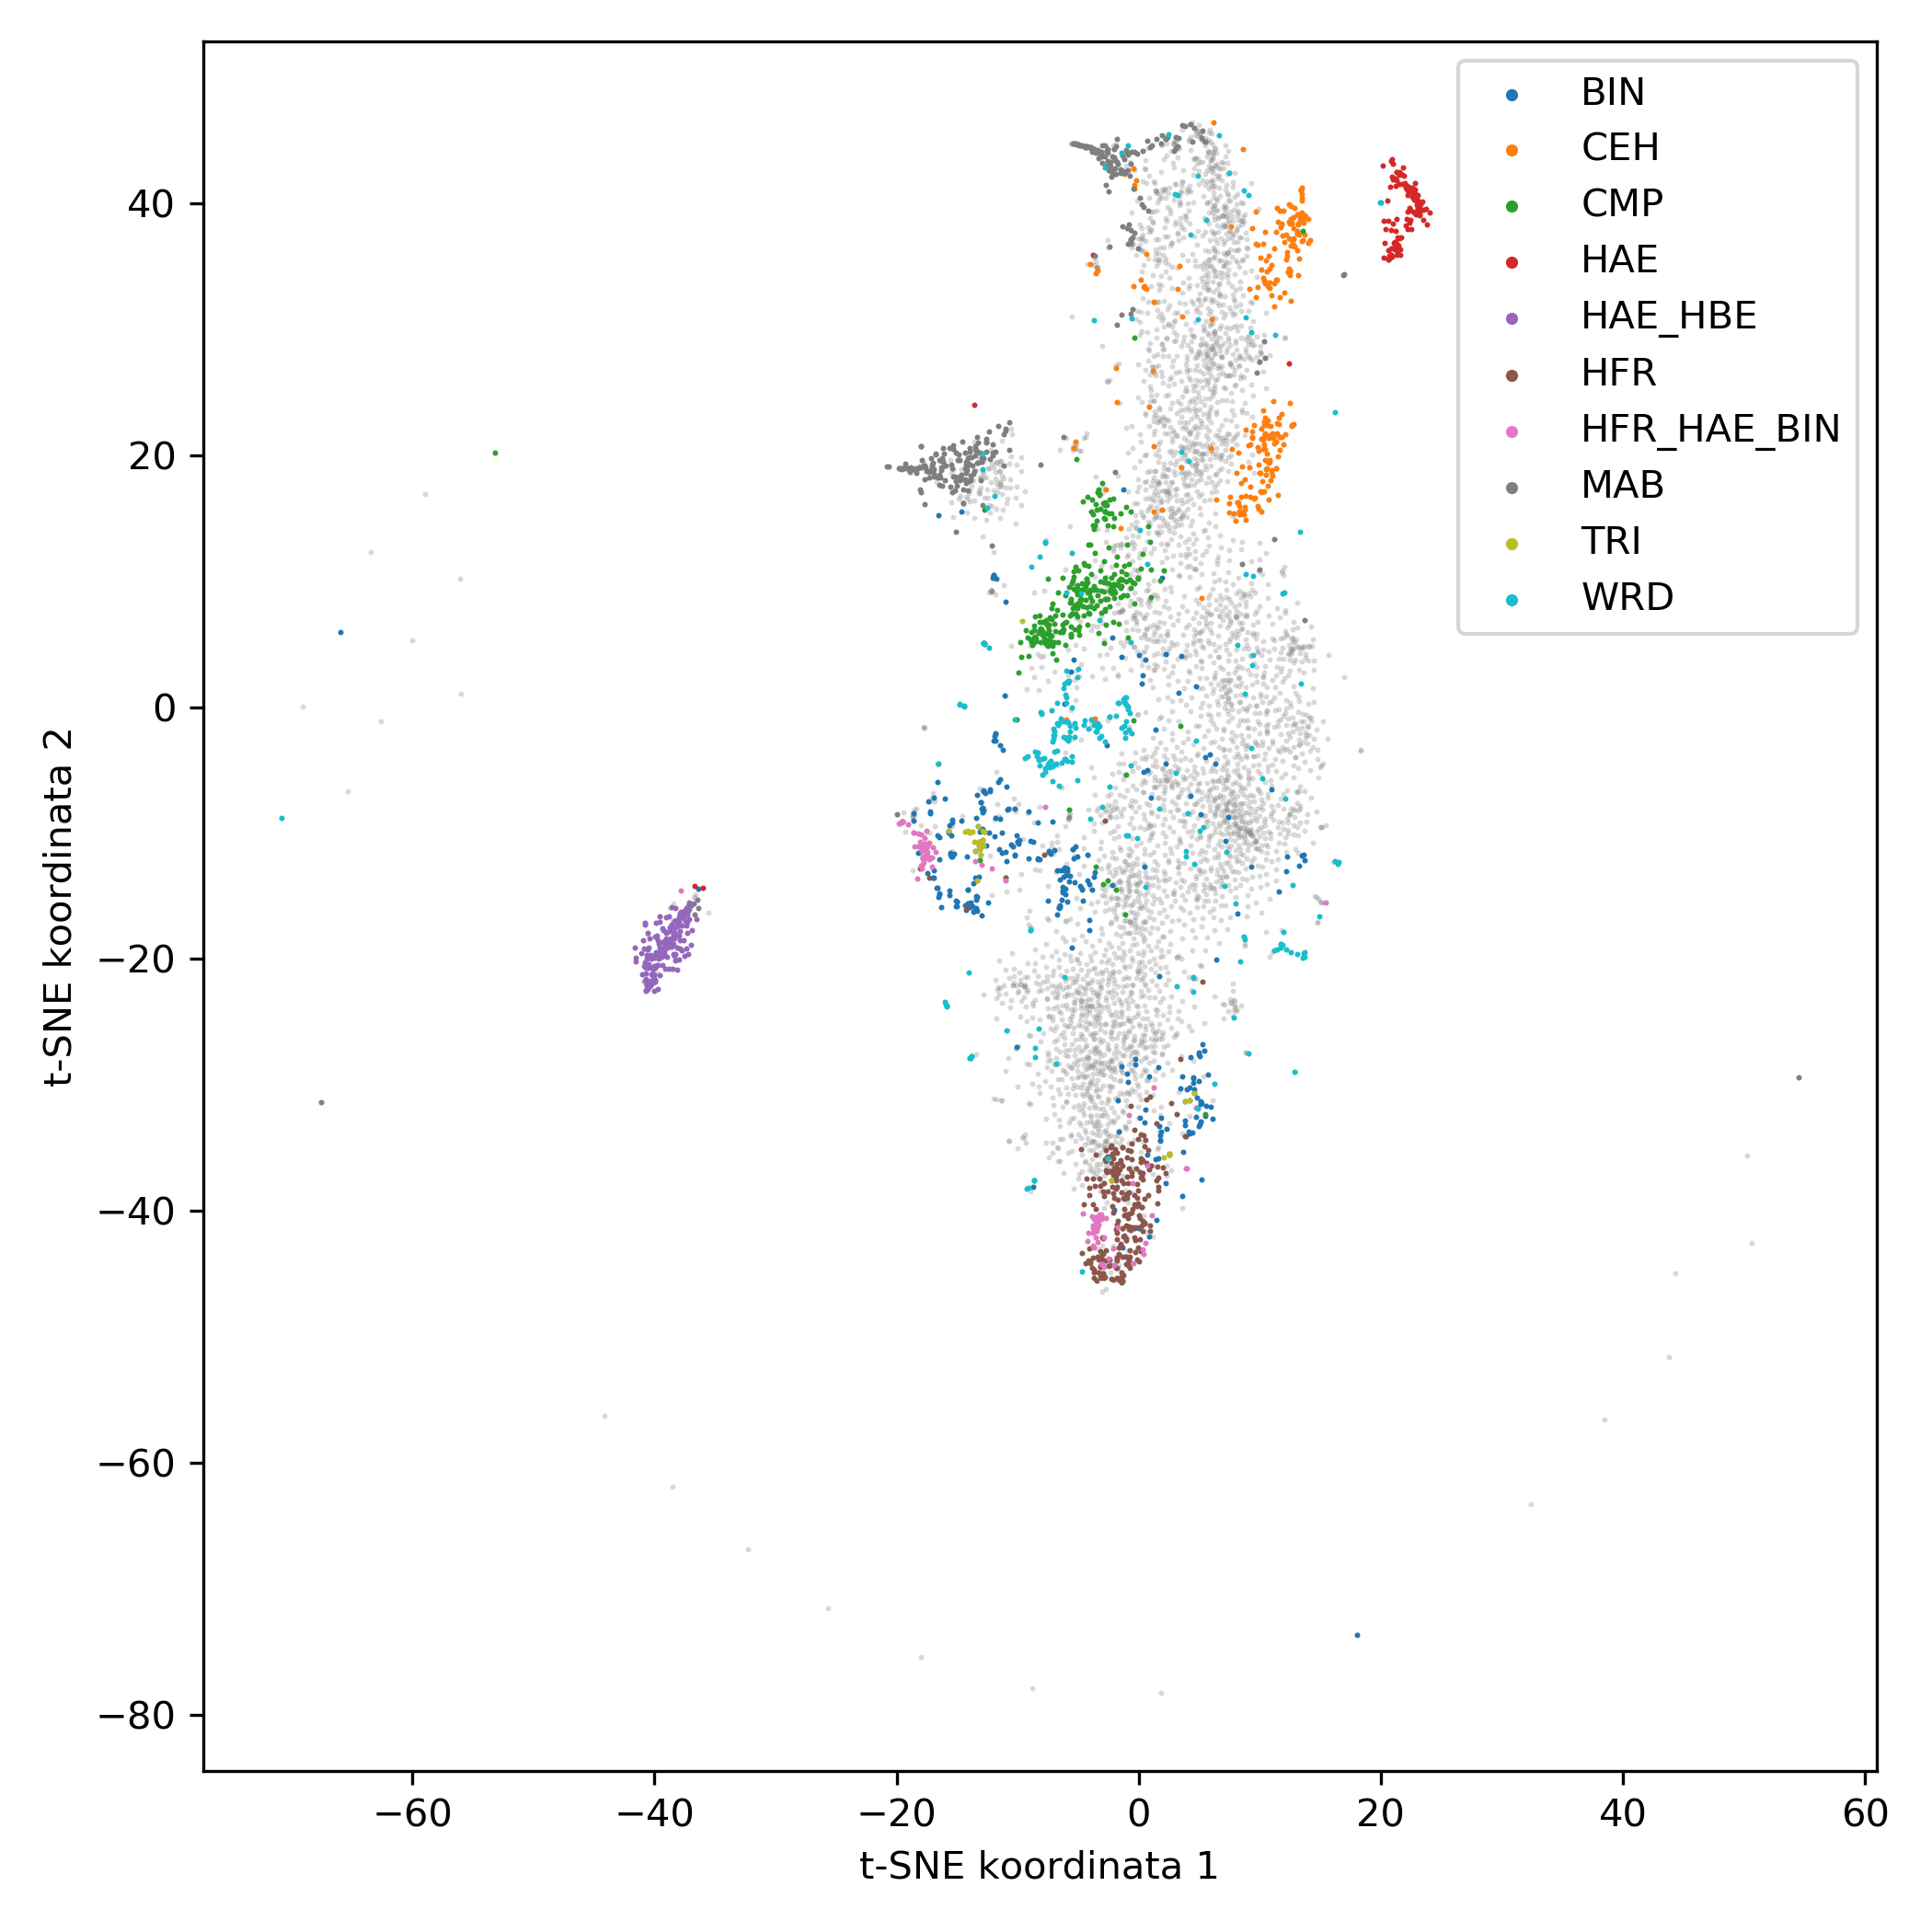 BIN
CEH
CMP
HAE
HAE_HBE
HFR
HFR_HAE_BIN
MAB
TRI
WRD
40
20
0
−20
−40
−60
−80
t-SNE koordinata 2
−60 −40 −20 0 20 40 60
t-SNE koordinata 1